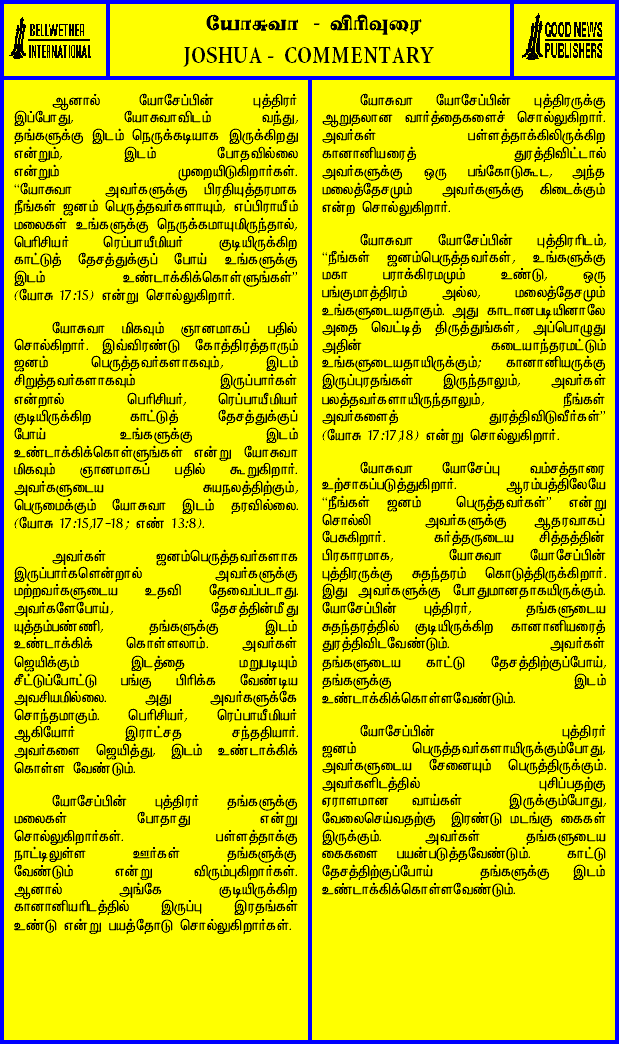 BELLWETHER
INTERNATIONAL
யோசுவா - விரிவுரை
JOSHUA - COMMENTARY
GOOD NEWS
PUBLISHERS
ஆனால் யோசேப்பின் புத்திரர்
இப்போது, யோசுவாவிடம் வந்து,
தங்களுக்கு இடம் நெருக்கடியாக இருக்கிறது
என்றும், இடம் போதவில்லை
என்றும் முறையிடுகிறார்கள்.
“யோசுவா அவர்களுக்கு பிரதியுத்தரமாக
நீங்கள் ஜனம் பெருத்தவர்களாயும், எப்பிராயீம்
மலைகள் உங்களுக்கு நெருக்கமாயுமிருந்தால்,
பெரிசியர் ரெப்பாயீமியர் குடியிருக்கிற
காட்டுத் தேசத்துக்குப் போய் உங்களுக்கு
இடம் உண்டாக்கிக்கொள்ளுங்கள்”
(யோசு 17:15) என்று சொல்லுகிறார்.
யோசுவா மிகவும் ஞானமாகப் பதில்
சொல்கிறார். இவ்விரண்டு கோத்திரத்தாரும்
ஜனம் பெருத்தவர்களாகவும், இடம்
சிறுத்தவர்களாகவும் இருப்பார்கள்
என்றால் பெரிசியர், ரெப்பாயீமியர்
குடியிருக்கிற காட்டுத் தேசத்துக்குப்
போய் உங்களுக்கு இடம்
உண்டாக்கிக்கொள்ளுங்கள் என்று யோசுவா
மிகவும் ஞானமாகப் பதில் கூறுகிறார்.
அவர்களுடைய சுயநலத்திற்கும்,
பெருமைக்கும் யோசுவா இடம் தரவில்லை.
(யோசு 17:15,17-18; எண் 13:8).
அவர்கள் ஜனம்பெருத்தவர்களாக
இருப்பார்களென்றால் அவர்களுக்கு
மற்றவர்களுடைய உதவி தேவைப்படாது.
அவர்களேபோய், தேசத்தின்மீது
யுத்தம்பண்ணி, தங்களுக்கு இடம்
உண்டாக்கிக் கொள்ளலாம். அவர்கள்
ஜெயிக்கும் இடத்தை மறுபடியும்
சீட்டுப்போட்டு பங்கு பிரிக்க வேண்டிய
அவசியமில்லை. அது அவர்களுக்கே
சொந்தமாகும். பெரிசியர், ரெப்பாயீமியர்
ஆகியோர் இராட்சத சந்ததியார்.
அவர்களை ஜெயித்து, இடம் உண்டாக்கிக்
கொள்ள வேண்டும்.
யோசேப்பின் புத்திரர் தங்களுக்கு
மலைகள் போதாது என்று
சொல்லுகிறார்கள். பள்ளத்தாக்கு
நாட்டிலுள்ள ஊர்கள் தங்களுக்கு
வேண்டும் என்று விரும்புகிறார்கள்.
ஆனால் அங்கே குடியிருக்கிற
கானானியரிடத்தில் இருப்பு இரதங்கள்
உண்டு என்று பயத்தோடு சொல்லுகிறார்கள்.
யோசுவா யோசேப்பின் புத்திரருக்கு
ஆறுதலான வார்த்தைகளைச் சொல்லுகிறார்.
அவர்கள் பள்ளத்தாக்கிலிருக்கிற
கானானியரைத் துரத்திவிட்டால்
அவர்களுக்கு ஒரு பங்கோடுகூட, அந்த
மலைத்தேசமும் அவர்களுக்கு கிடைக்கும்
என்ற சொல்லுகிறார்.
யோசுவா யோசேப்பின் புத்திரரிடம்,
“நீங்கள் ஜனம்பெருத்தவர்கள், உங்களுக்கு
மகா பராக்கிரமமும் உண்டு, ஒரு
பங்குமாத்திரம் அல்ல, மலைத்தேசமும்
உங்களுடையதாகும். அது காடானபடியினாலே
அதை வெட்டித் திருத்துங்கள், அப்பொழுது
அதின் கடையாந்தரமட்டும்
உங்களுடையதாயிருக்கும்; கானானியருக்கு
இருப்புரதங்கள் இருந்தாலும், அவர்கள்
பலத்தவர்களாயிருந்தாலும், நீங்கள்
அவர்களைத் துரத்திவிடுவீர்கள்”
(யோசு 17:17,18) என்று சொல்லுகிறார்.
யோசுவா யோசேப்பு வம்சத்தாரை
உற்சாகப்படுத்துகிறார். ஆரம்பத்திலேயே
“நீங்கள் ஜனம் பெருத்தவர்கள்” என்று
சொல்லி அவர்களுக்கு ஆதரவாகப்
பேசுகிறார். கர்த்தருடைய சித்தத்தின்
பிரகாரமாக, யோசுவா யோசேப்பின்
புத்திரருக்கு சுதந்தரம் கொடுத்திருக்கிறார்.
இது அவர்களுக்கு போதுமானதாகயிருக்கும்.
யோசேப்பின் புத்திரர், தங்களுடைய
சுதந்தரத்தில் குடியிருக்கிற கானானியரைத்
துரத்திவிடவேண்டும். அவர்கள்
தங்களுடைய காட்டு தேசத்திற்குப்போய்,
தங்களுக்கு இடம்
உண்டாக்கிக்கொள்ளவேண்டும்.
யோசேப்பின் புத்திரர்
ஜனம் பெருத்தவர்களாயிருக்கும்போது,
அவர்களுடைய சேனையும் பெருத்திருக்கும்.
அவர்களிடத்தில் புசிப்பதற்கு
ஏராளமான வாய்கள் இருக்கும்போது,
வேலைசெய்வதற்கு இரண்டு மடங்கு கைகள்
இருக்கும். அவர்கள் தங்களுடைய
கைகளை பயன்படுத்தவேண்டும். காட்டு
தேசத்திற்குப்போய் தங்களுக்கு இடம்
உண்டாக்கிக்கொள்ளவேண்டும்.